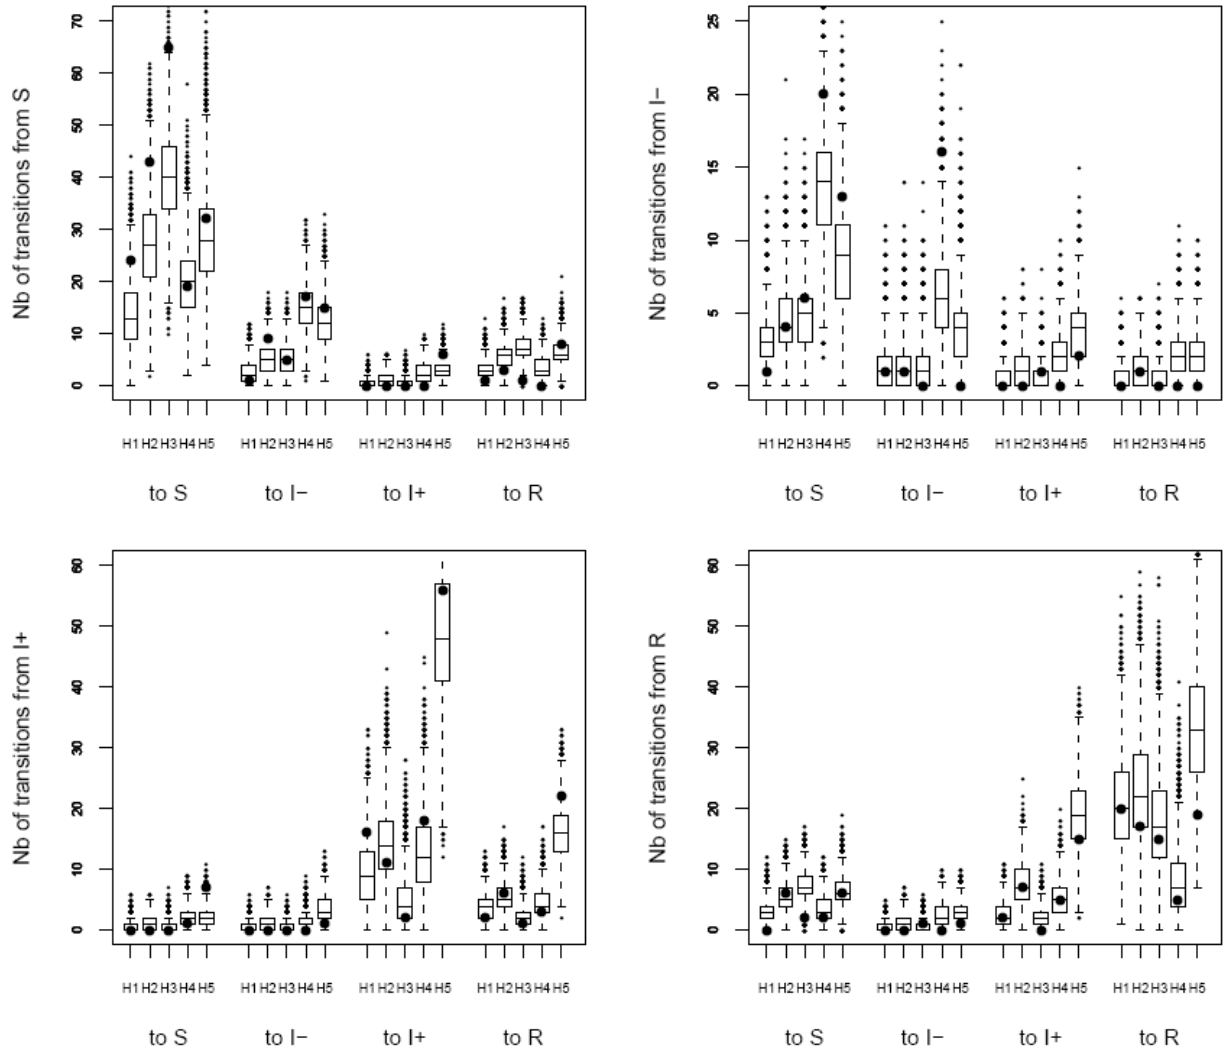 Nb of transitions from S
70
60
50
40
30
20
10
0
H1 H2 H3 H4 H5 H1 H2 H3 H4 H5 H1 H2 H3 H4 H5 H1 H2 H3 H4 H5
to S to I− to I+ to R
Nb of transitions from I−
25
20
15
10
5
0
H1 H2 H3 H4 H5 H1 H2 H3 H4 H5 H1 H2 H3 H4 H5 H1 H2 H3 H4 H5
to S to I− to I+ to R
Nb of transitions from I+
60
50
40
30
20
10
0
H1 H2 H3 H4 H5 H1 H2 H3 H4 H5 H1 H2 H3 H4 H5 H1 H2 H3 H4 H5
to S to I− to I+ to R
Nb of transitions from R
60
50
40
30
20
10
0
H1 H2 H3 H4 H5 H1 H2 H3 H4 H5 H1 H2 H3 H4 H5 H1 H2 H3 H4 H5
to S to I− to I+ to R